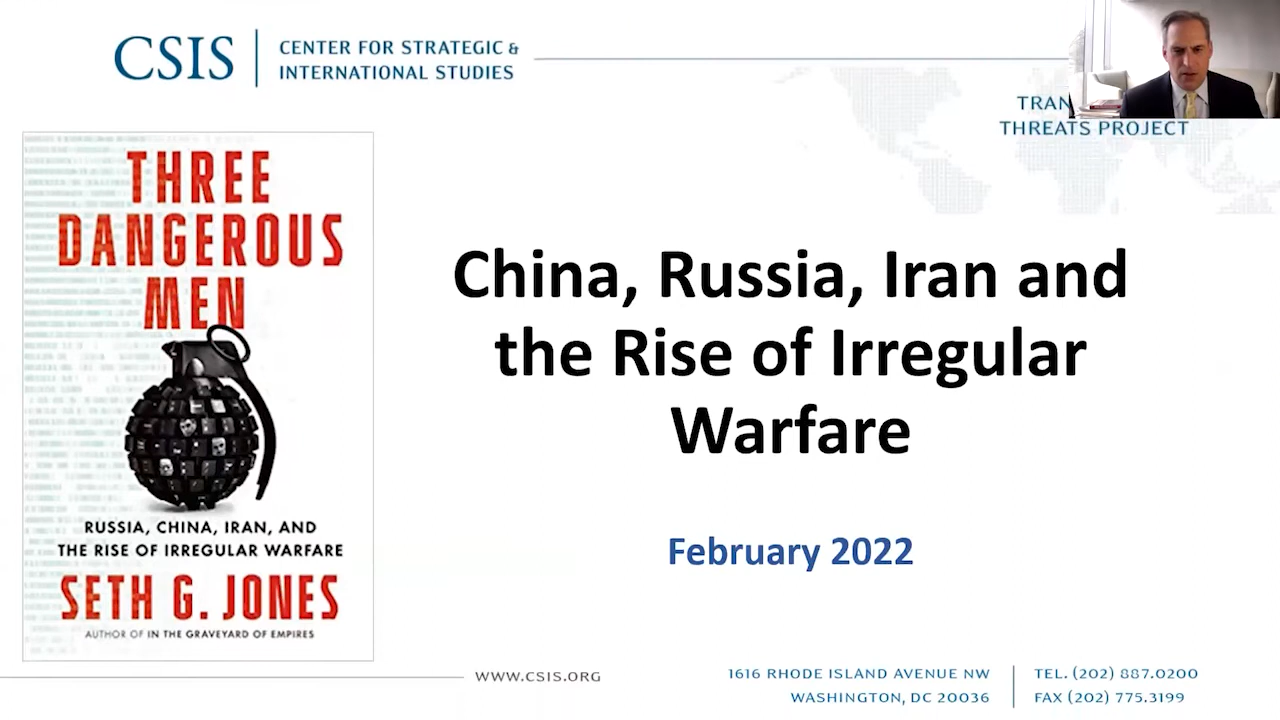 CSIS
CENTER FOR STRATEGIC &
INTERNATIONAL STUDIES
THREATS PROJECT
THREE
DANGEROUS
MEN
RUSSIA, CHINA, IRAN, AND
THE RISE OF IRREGULAR WARFARE
SETH G. JONES
AUTHOR OF IN THE GRAVEYARD OF EMPIRES
China, Russia, Iran and
the Rise of Irregular
Warfare
February 2022
WWW.CSIS.ORG
1616 RHODE ISLAND AVENUE NW
WASHINGTON, DC 20036
TEL. (202) 887.0200
FAX (202) 775.3199